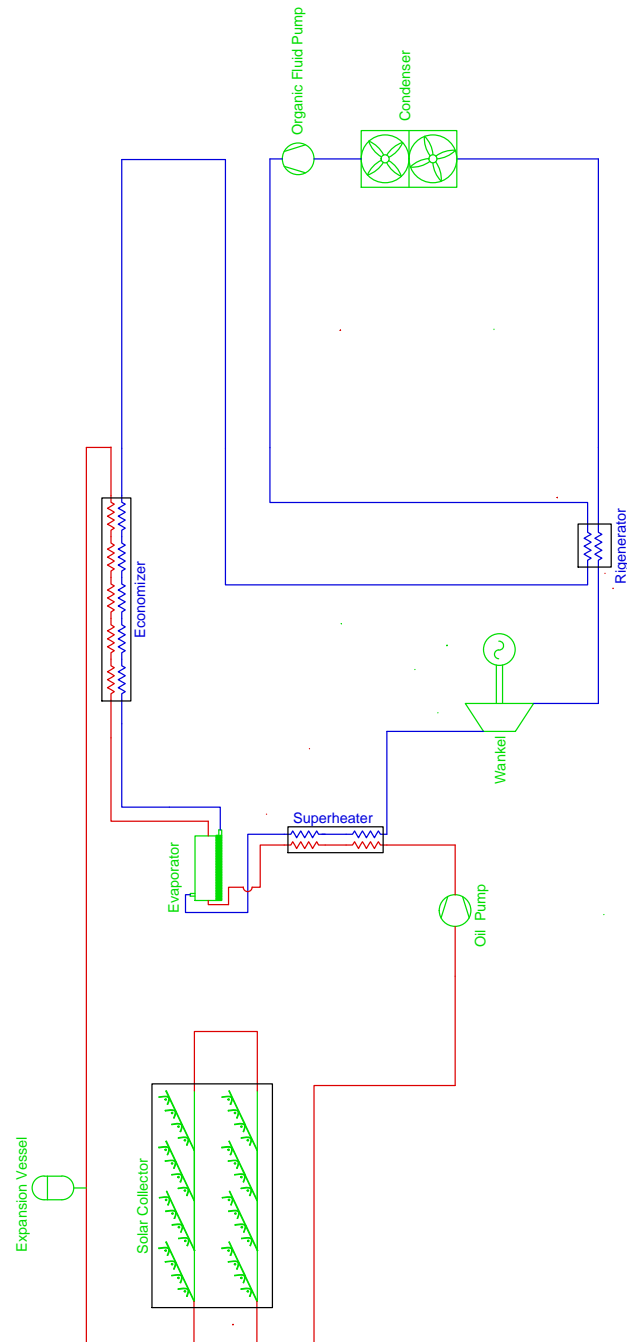 Organic Fluid Pump
Condenser
Economizer
Rigenerator
Wankel
Superheater
Evaporator
Oil Pump
Expansion Vessel
Solar Collector